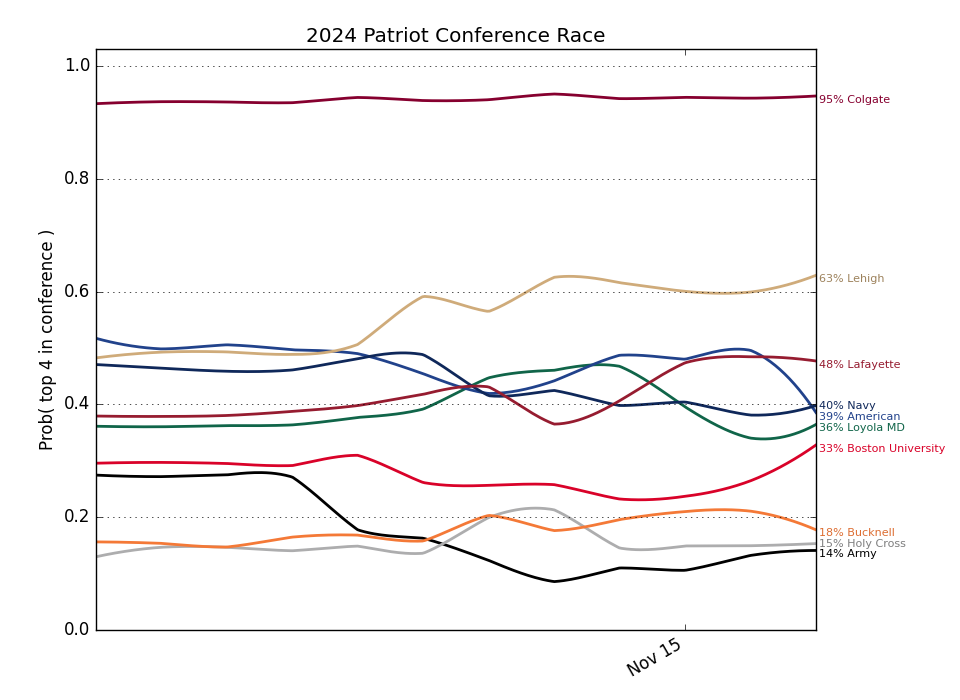 2024 Patriot Conference Race
Prob( top 4 in conference )
1.0
0.8
0.6
0.4
0.2
0.0
Nov 15
95% Colgate
63% Lehigh
48% Lafayette
40% Navy
39% American
36% Loyola MD
33% Boston University
18% Bucknell
15% Holy Cross
14% Army